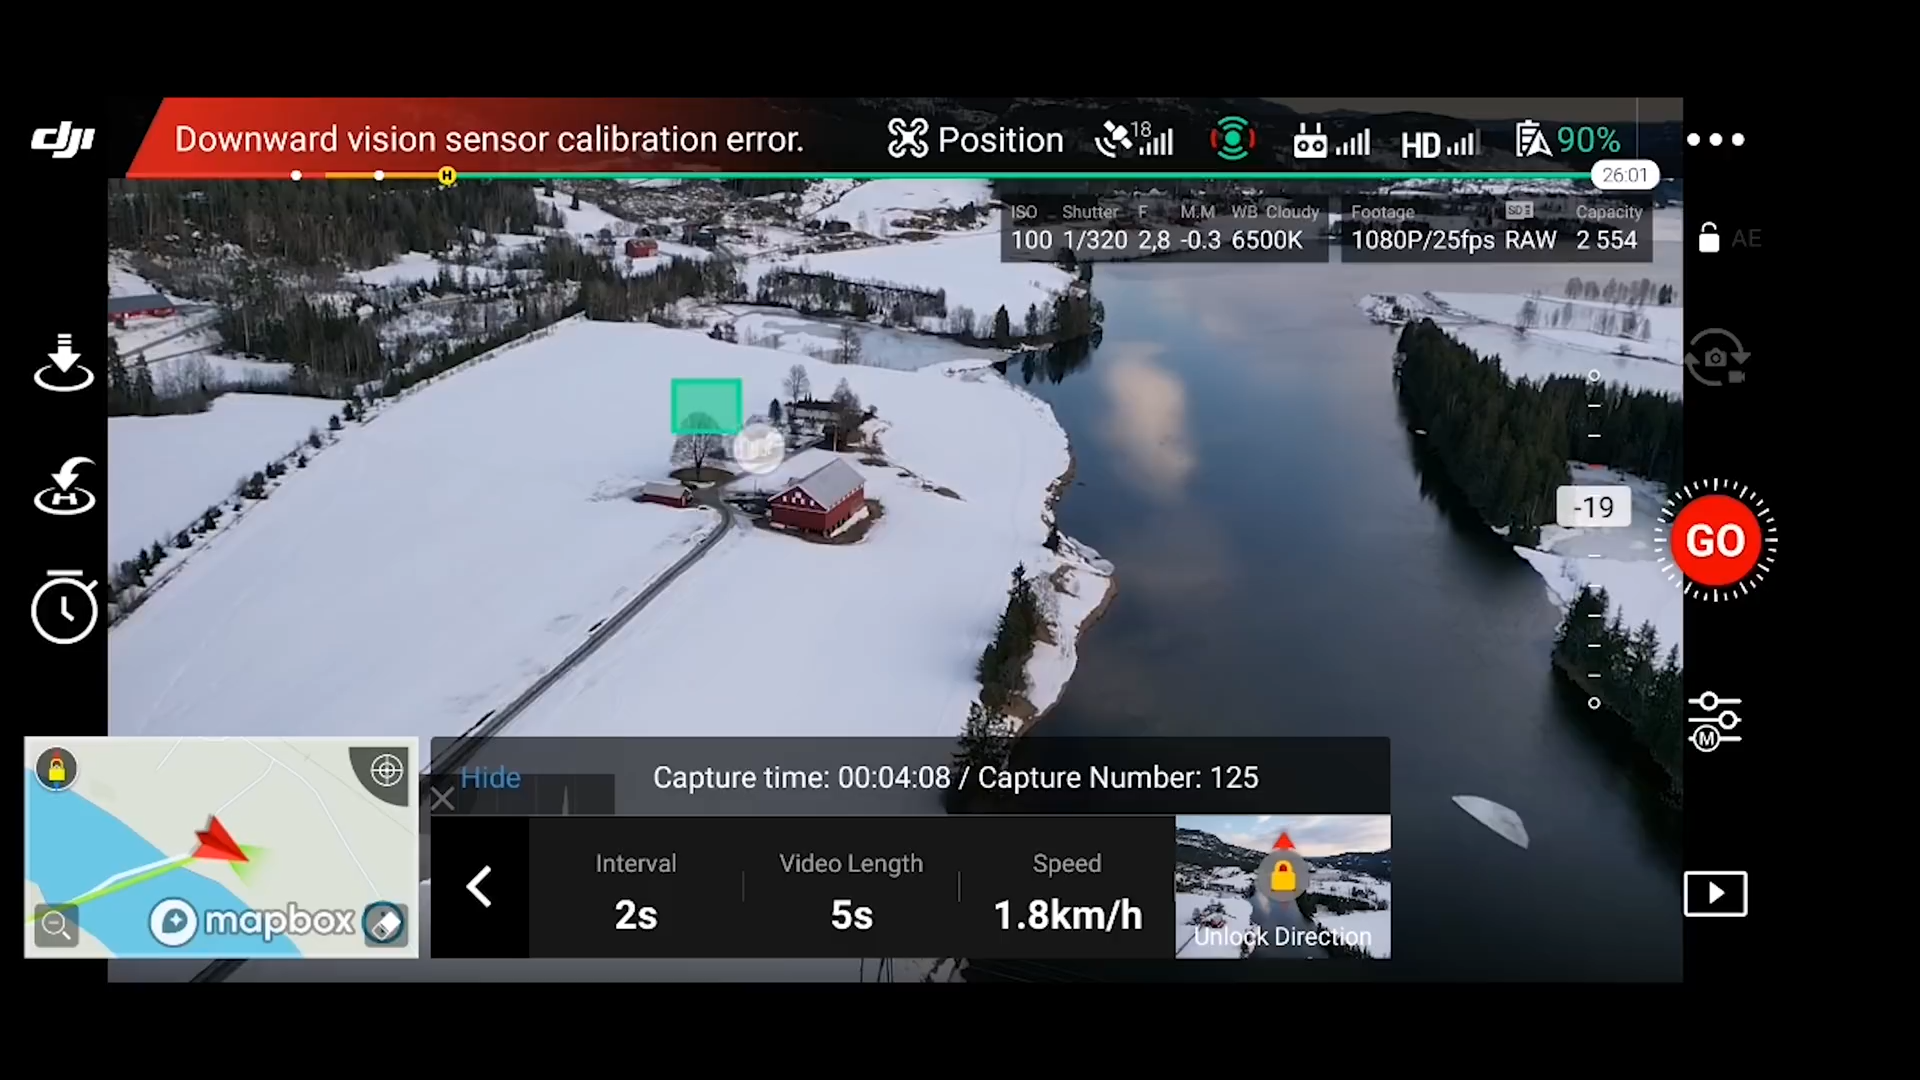 dji
Downward vision sensor calibration error.
Position
18
HD
90%
H
26:01
ISO Shutter F M.M WB Cloudy
100 1/320 2,8 -0.3 6500K
Footage SD Capacity
1080P/25fps RAW 2 554
AE
H
-19
GO
M
Hide
Capture time: 00:04:08 / Capture Number: 125
Interval Video Length Speed
2s 5s 1.8km/h
Unlock Direction
mapbox